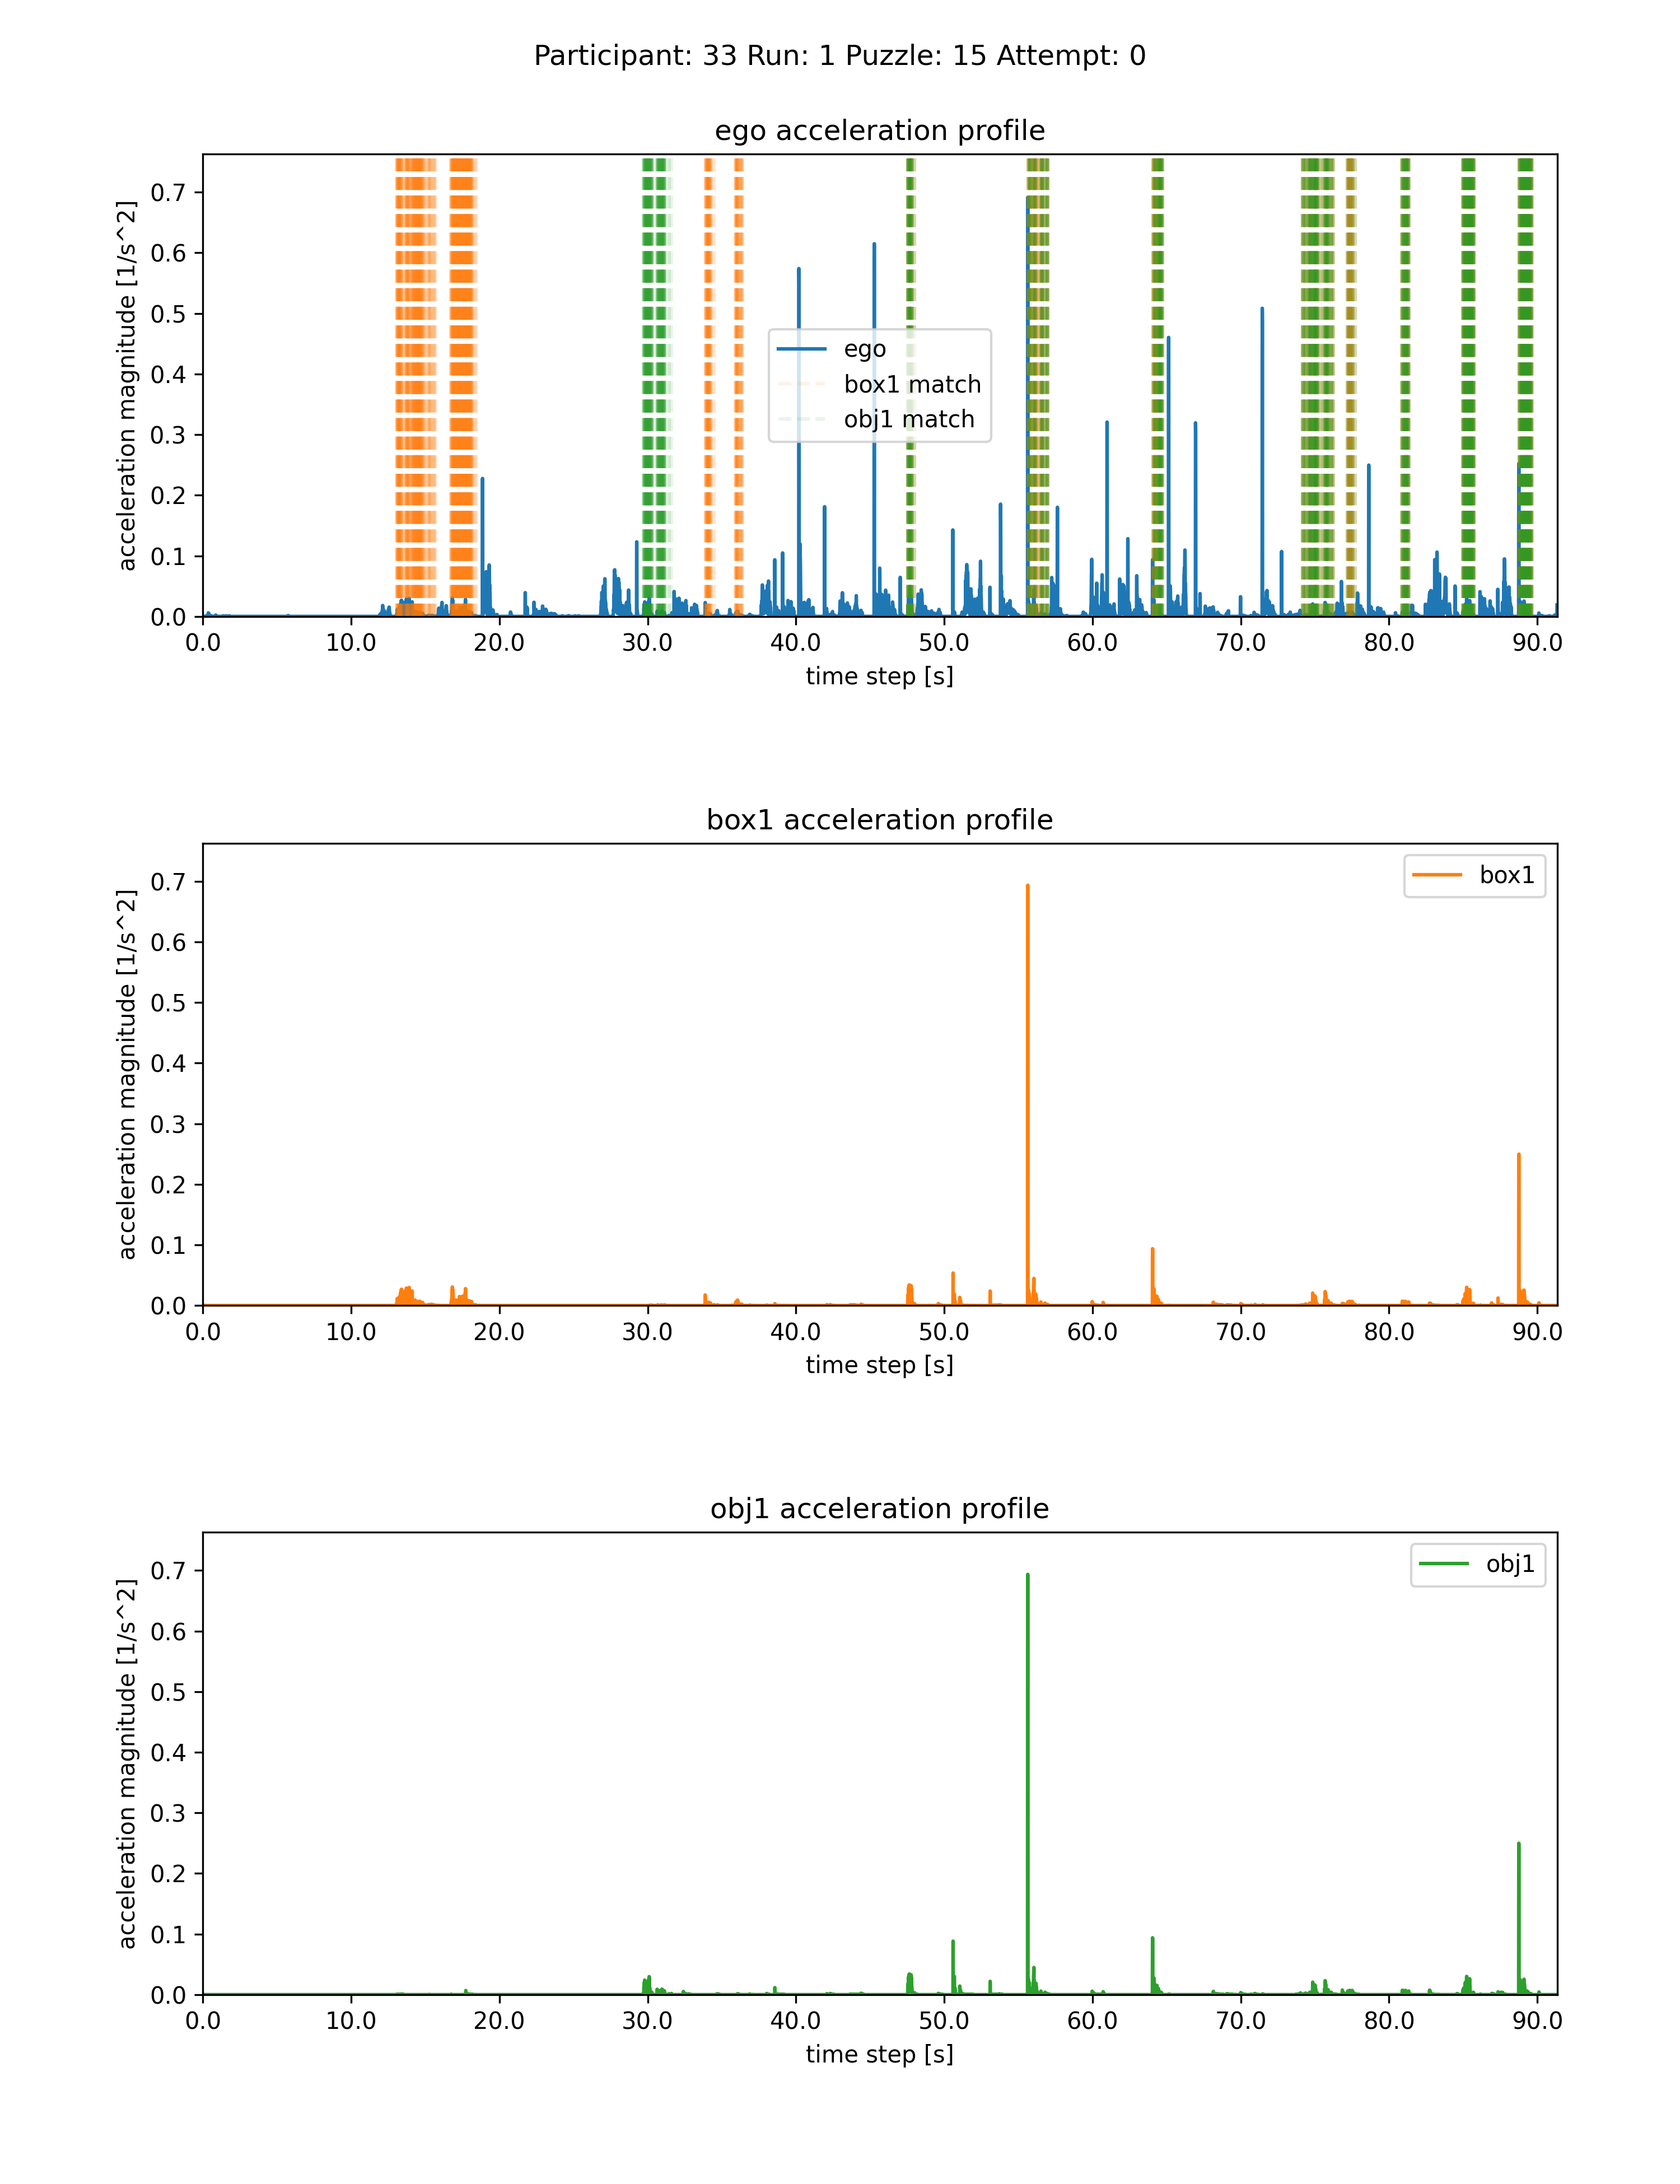 Participant: 33 Run: 1 Puzzle: 15 Attempt: 0
ego acceleration profile
acceleration magnitude [1/s^2]
0.7
0.6
0.5
0.4
0.3
0.2
0.1
0.0
ego
box1 match
obj1 match
0.0 10.0 20.0 30.0 40.0 50.0 60.0 70.0 80.0 90.0
time step [s]
box1 acceleration profile
acceleration magnitude [1/s^2]
0.7
0.6
0.5
0.4
0.3
0.2
0.1
0.0
box1
0.0 10.0 20.0 30.0 40.0 50.0 60.0 70.0 80.0 90.0
time step [s]
obj1 acceleration profile
acceleration magnitude [1/s^2]
0.7
0.6
0.5
0.4
0.3
0.2
0.1
0.0
obj1
0.0 10.0 20.0 30.0 40.0 50.0 60.0 70.0 80.0 90.0
time step [s]